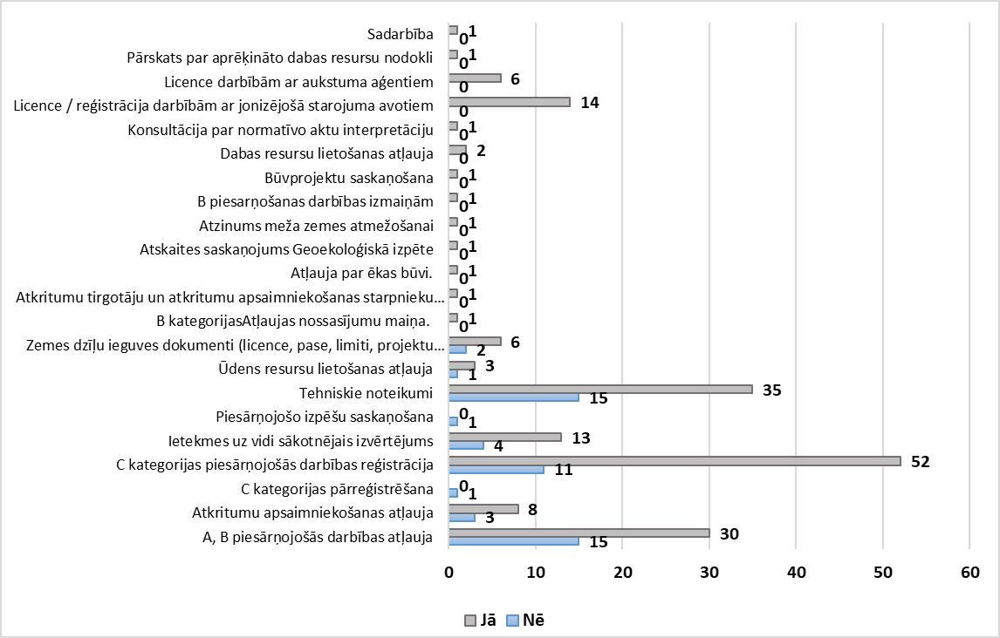 Sadarbība 1 0
Pārskats par aprēķināto dabas resursu nodokli 1 0
Licence darbībām ar aukstuma aģentiem 6 0
Licence / reģistrācija darbībām ar jonizējošā starojuma avotiem 14 0
Konsultācija par normatīvo aktu interpretāciju 1 0
Dabas resursu lietošanas atļauja 2 0
Būvprojektu saskaņošana 1 0
B piesarņošanas darbības izmaiņām 1 0
Atzinums meža zemes atmežošanai 1 0
Atskaites saskaņojums Geoekoloģiskā izpēte 1 0
Atļauja par ēkas būvi. 1 0
Atkritumu tirgotāju un atkritumu apsaimniekošanas starpnieku... 1 0
B kategorijasAtļaujas nossasījumu maiņa. 1 0
Zemes dzīļu ieguves dokumenti (licence, pase, limiti, projektu... 6 2
Ūdens resursu lietošanas atļauja 3 1
Tehniskie noteikumi 35 15
Piesārņojošo izpēšu saskaņošana 0 1
Ietekmes uz vidi sākotnējais izvērtējums 13 4
C kategorijas piesārņojošās darbības reģistrācija 52 11
C kategorijas pārreģistrēšana 0 1
Atkritumu apsaimniekošanas atļauja 8 3
A, B piesārņojošās darbības atļauja 30 15
0 10 20 30 40 50 60
Jā Nē